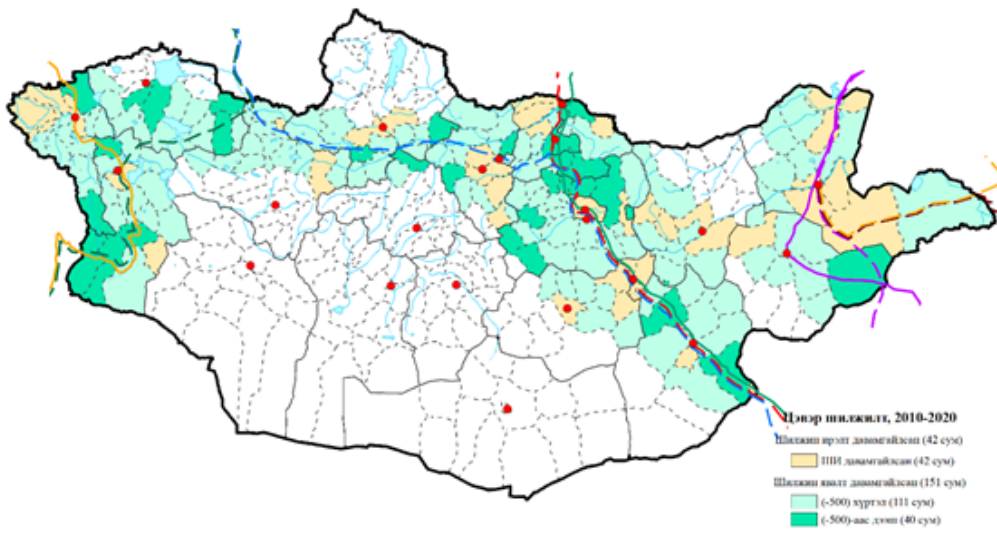 Цэвэр шилжилт, 2010-2020
Шилжин ирэлт давамгайлсан (42 сум)
ШИ давамгайлсан (42 сум)
Шилжин явалт давамгайлсан (151 сум)
(-500) хүртэл (111 сум)
(-500)-аас дээш (40 сум)